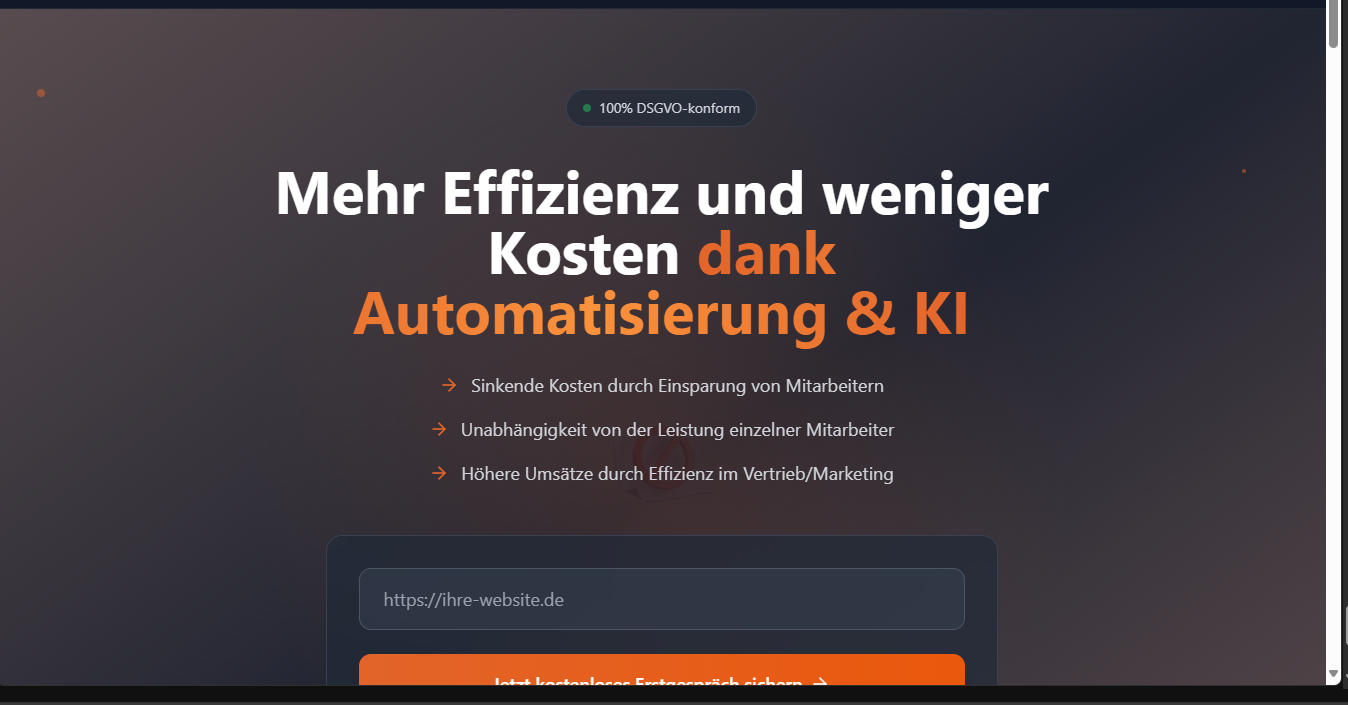 100% DSGVO-konform
Mehr Effizienz und weniger
Kosten dank
Automatisierung & KI
→ Sinkende Kosten durch Einsparung von Mitarbeitern
→ Unabhängigkeit von der Leistung einzelner Mitarbeiter
→ Höhere Umsätze durch Effizienz im Vertrieb/Marketing
https://ihre-website.de
Jetzt kostenloses Erstgespräch sichern →